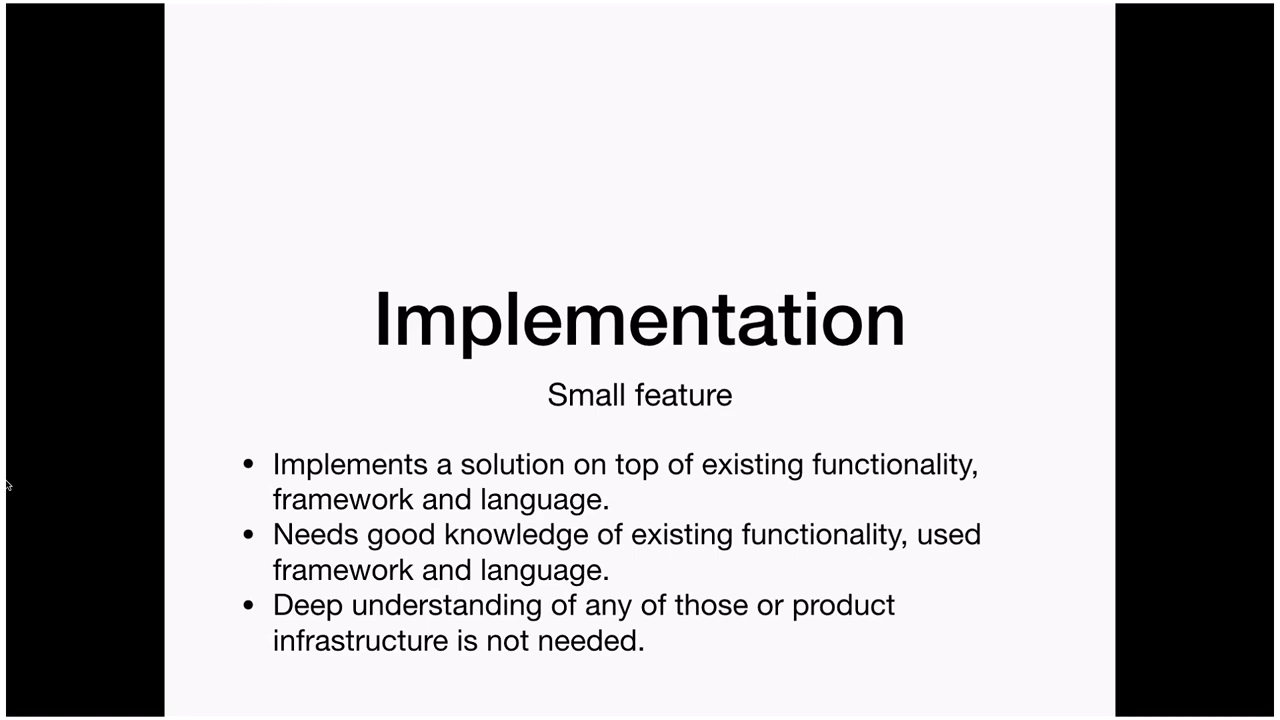 Implementation
Small feature
• Implements a solution on top of existing functionality,
framework and language.
• Needs good knowledge of existing functionality, used
framework and language.
• Deep understanding of any of those or product
infrastructure is not needed.